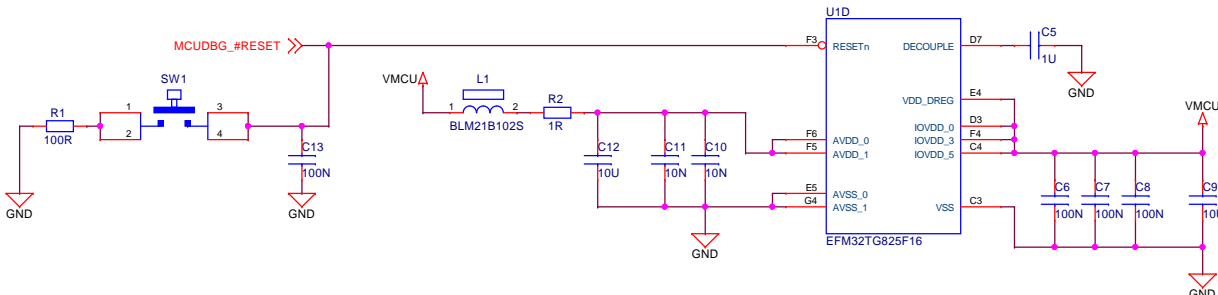 U1D
MCUDBG_#RESET
F3
RESETn
DECOUPLE
D7
C5
1U
GND
SW1
VMCU
L1
R2
E4
VDD_DREG
VMCU
R1
1
2
3
4
1
2
BLM21B102S
1R
D3
IOVDD_0
F4
IOVDD_3
C4
IOVDD_5
100R
C13
100N
F6
AVDD_0
F5
AVDD_1
C12
10U
C11
10N
C10
10N
GND
GND
E5
AVSS_0
G4
AVSS_1
VSS
C3
C6
100N
C7
100N
C8
100N
C9
10U
EFM32TG825F16
GND
GND